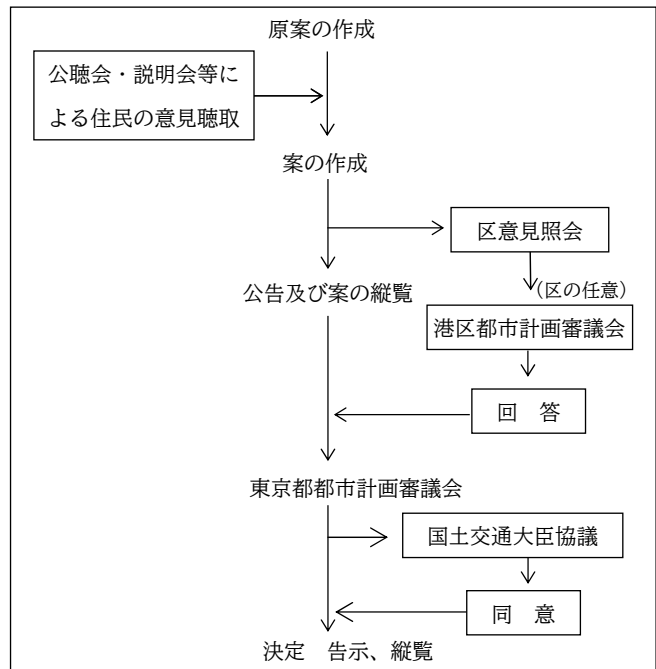 原案の作成
公聴会・説明会等に
よる住民の意見聴取
案の作成
区意見照会
(区の任意)
公告及び案の縦覧
港区都市計画審議会
回　答
東京都都市計画審議会
国土交通大臣協議
同　意
決定　告示、縦覧